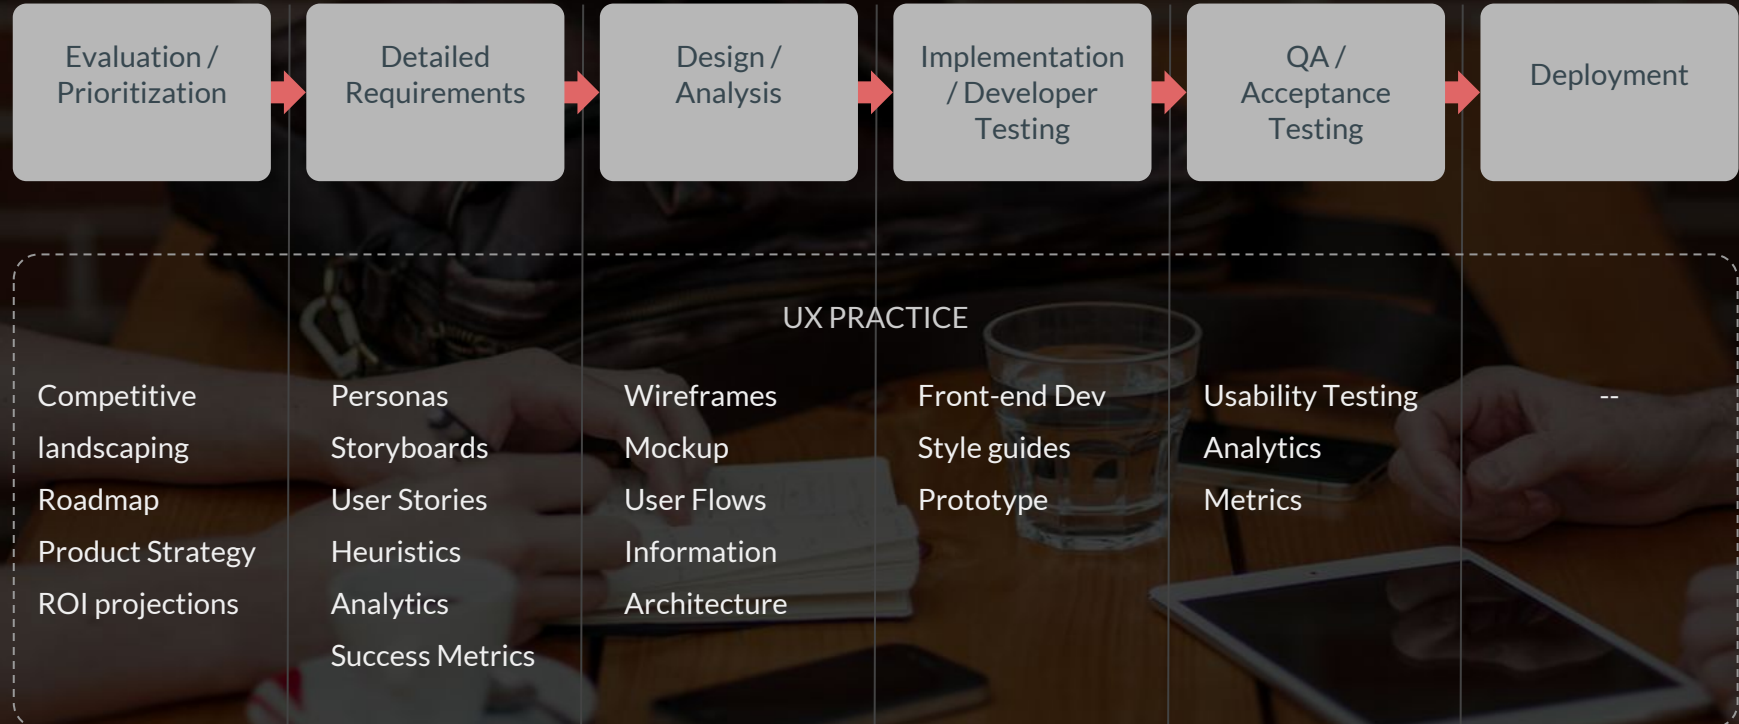 Evaluation /
Prioritization
Detailed
Requirements
Design /
Analysis
Implementation
/ Developer
Testing
QA /
Acceptance
Testing
Deployment
UX PRACTICE
Competitive
landscaping
Roadmap
Product Strategy
ROI projections
Personas
Storyboards
User Stories
Heuristics
Analytics
Success Metrics
Wireframes
Mockup
User Flows
Information
Architecture
Front-end Dev
Style guides
Prototype
Usability Testing
Analytics
Metrics
--